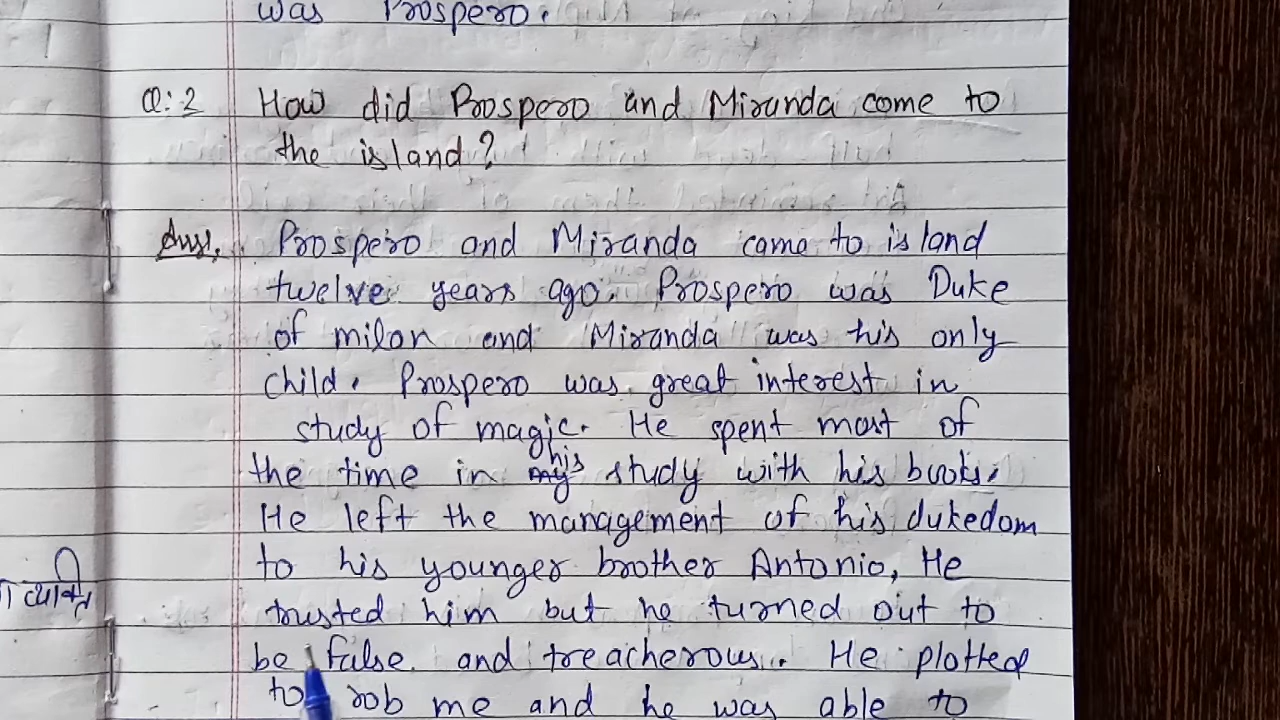 was Prospero.
Q:2 How did Prospero and Miranda come to
the island?
Ans, Prospero and Miranda came to island
twelve years ago. Prospero was Duke
of milan and Miranda was his only
child. Prospero was great interest in
study of magic. He spent most of
the time in his study with his books.
He left the management of his dukedom
to his younger brother Antonio, He
trusted him but he turned out to
be false and treacherous. He plotted
to rob me and he was able to